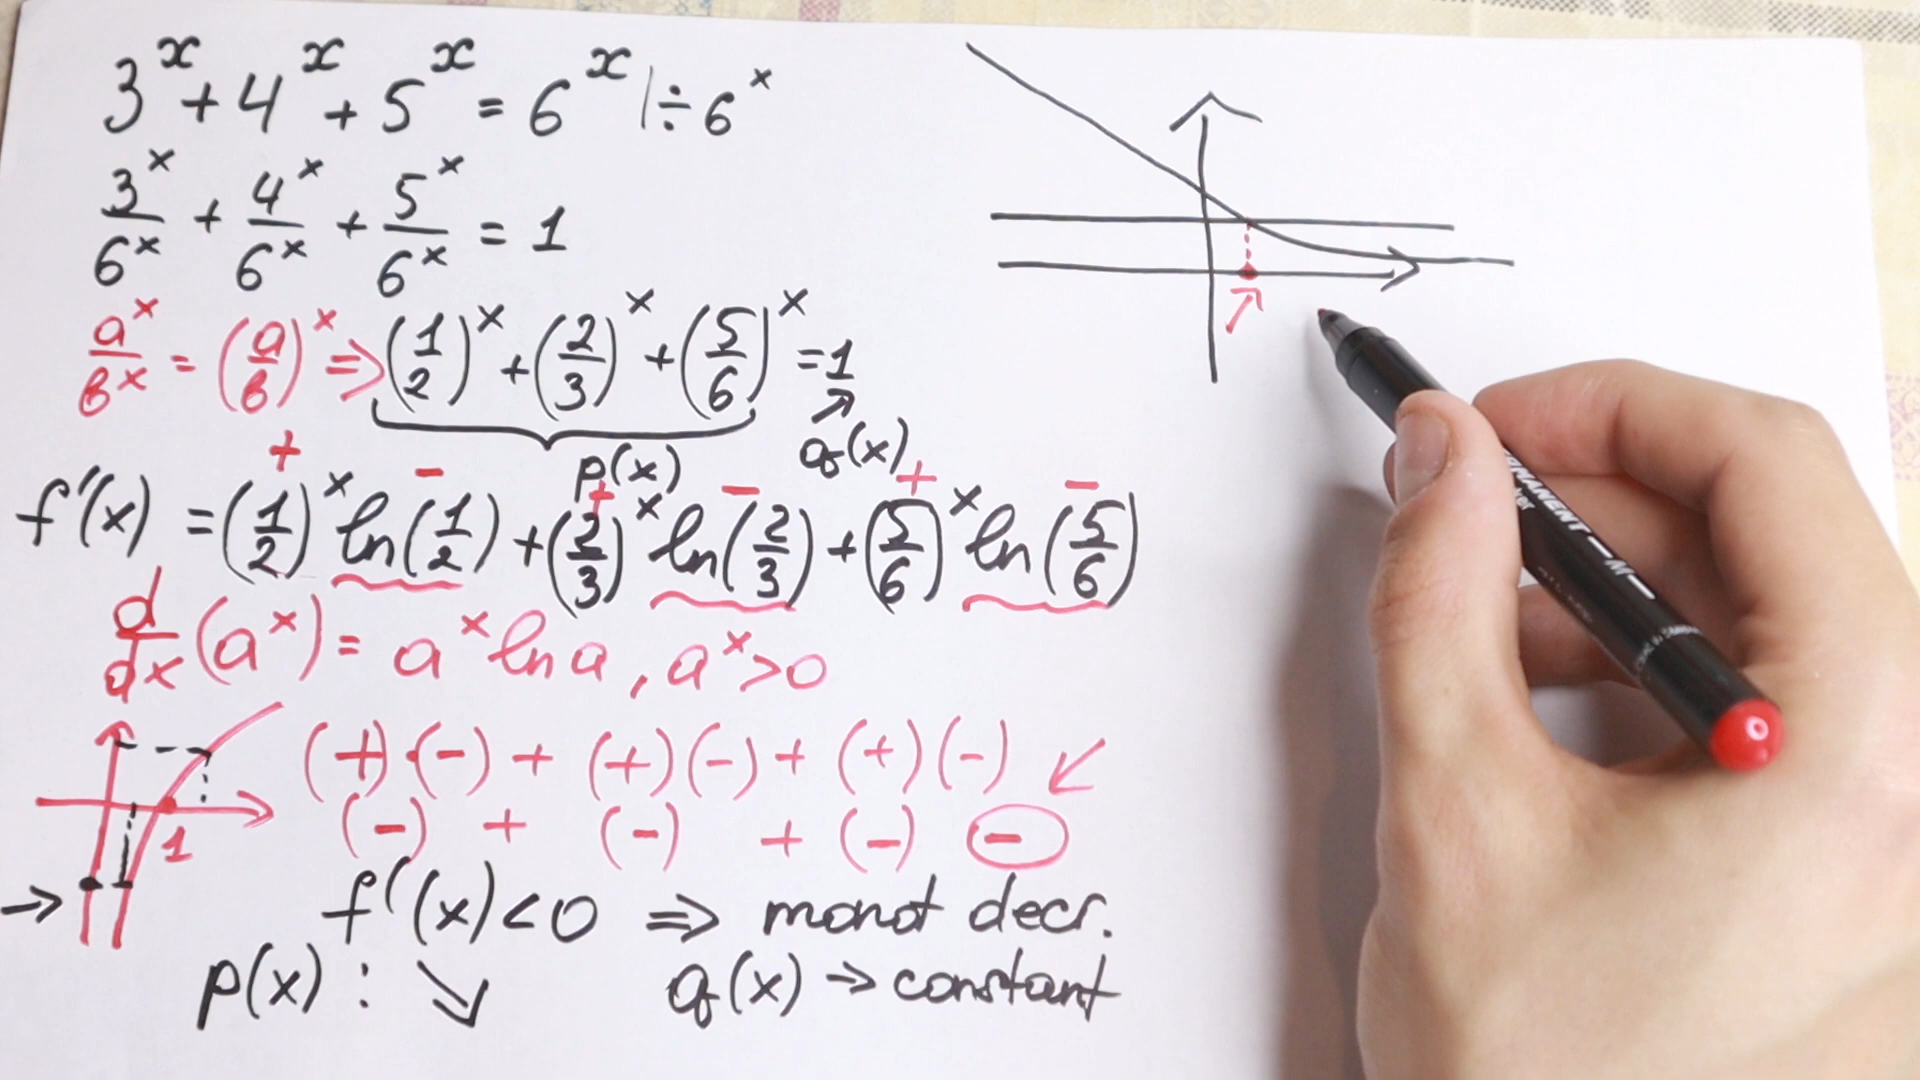 3^x + 4^x + 5^x = 6^x | ÷ 6^x
3^x/6^x + 4^x/6^x + 5^x/6^x = 1
a^x/b^x = (a/b)^x => (1/2)^x + (2/3)^x + (5/6)^x = 1
p(x) q(x)
+ - + - + -
f'(x) = (1/2)^x ln(1/2) + (2/3)^x ln(2/3) + (5/6)^x ln(5/6)
d/dx (a^x) = a^x ln a, a^x > 0
(+)·(-) + (+)(-) + (+)(-)
1 (-) + (-) + (-) -
f'(x) < 0 => monot decr.
p(x) : ↘ q(x) → constant
PERMANENT — M —